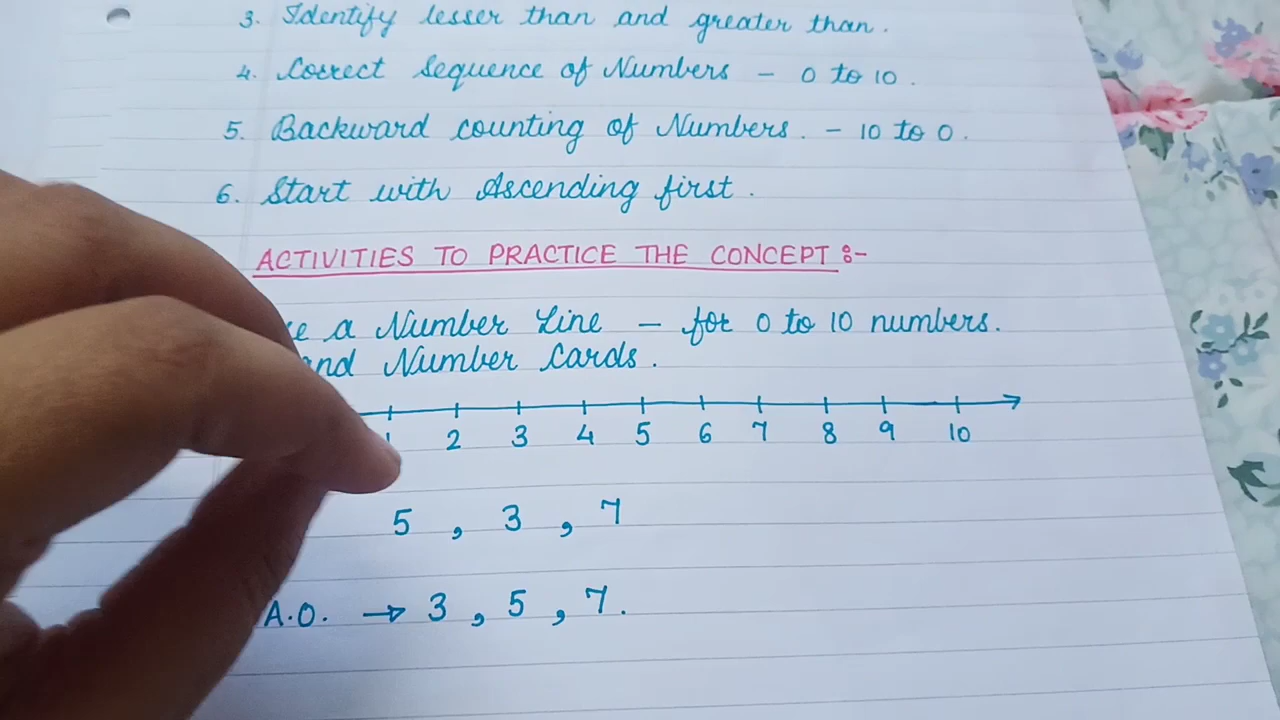 3. Identify lesser than and greater than.
4. Correct Sequence of Numbers - 0 to 10.
5. Backward counting of Numbers. - 10 to 0.
6. Start with Ascending first.
ACTIVITIES TO PRACTICE THE CONCEPT :-
a Number Line - for 0 to 10 numbers.
Number Cards.
1 2 3 4 5 6 7 8 9 10
5 , 3 , 7
A.O. → 3 , 5 , 7.